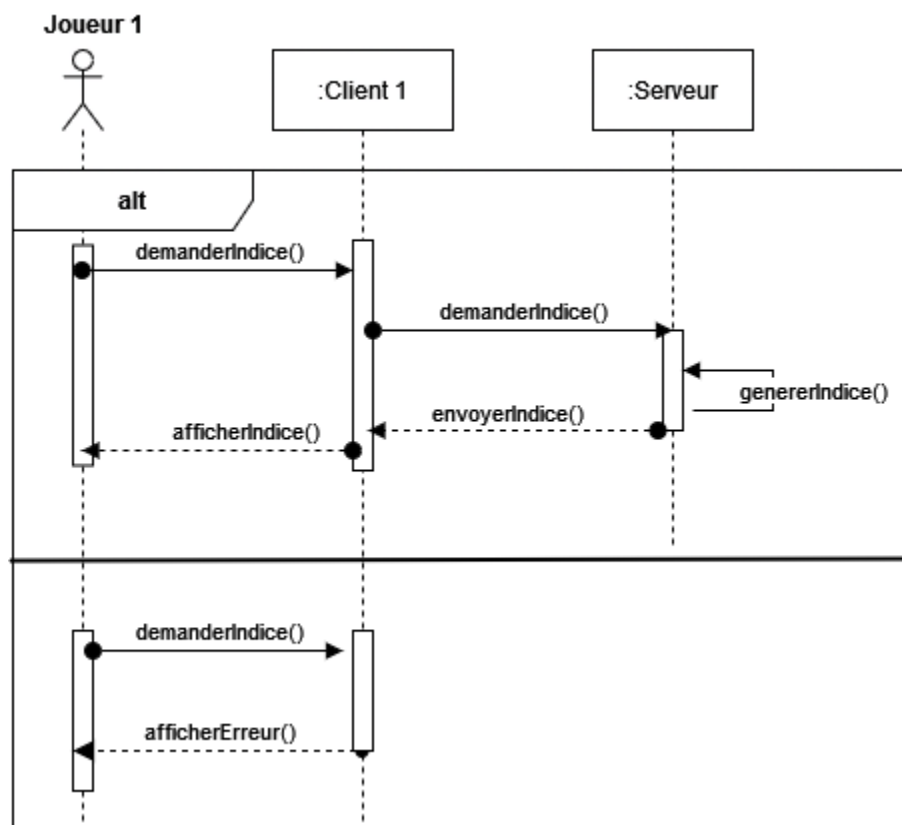 Joueur 1
:Client 1
:Serveur
alt
demanderIndice()
demanderIndice()
genererIndice()
envoyerIndice()
afficherIndice()
demanderIndice()
afficherErreur()